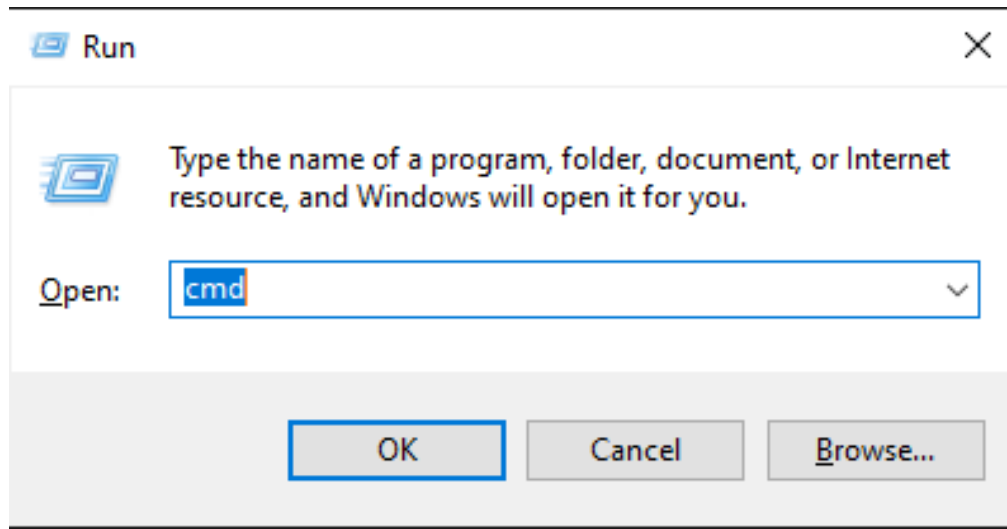 Run
Type the name of a program, folder, document, or Internet
resource, and Windows will open it for you.
Open: cmd
OK Cancel Browse...